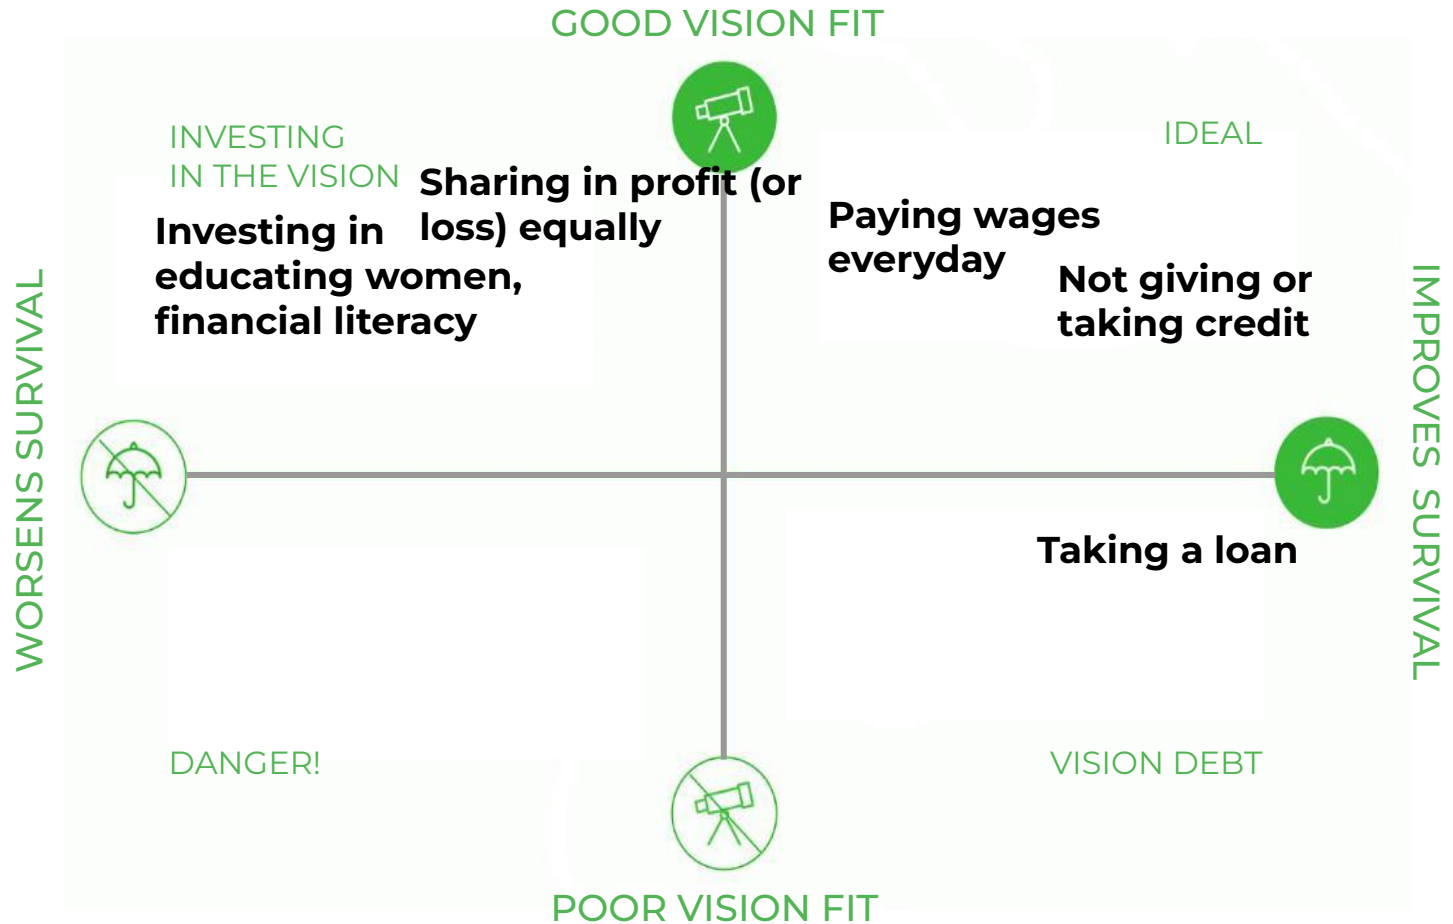 GOOD VISION FIT
INVESTING
IN THE VISION
IDEAL
Sharing in profit (or
loss) equally
Investing in
educating women,
financial literacy
Paying wages
everyday
Not giving or
taking credit
WORSENS SURVIVAL
IMPROVES SURVIVAL
Taking a loan
DANGER!
VISION DEBT
POOR VISION FIT